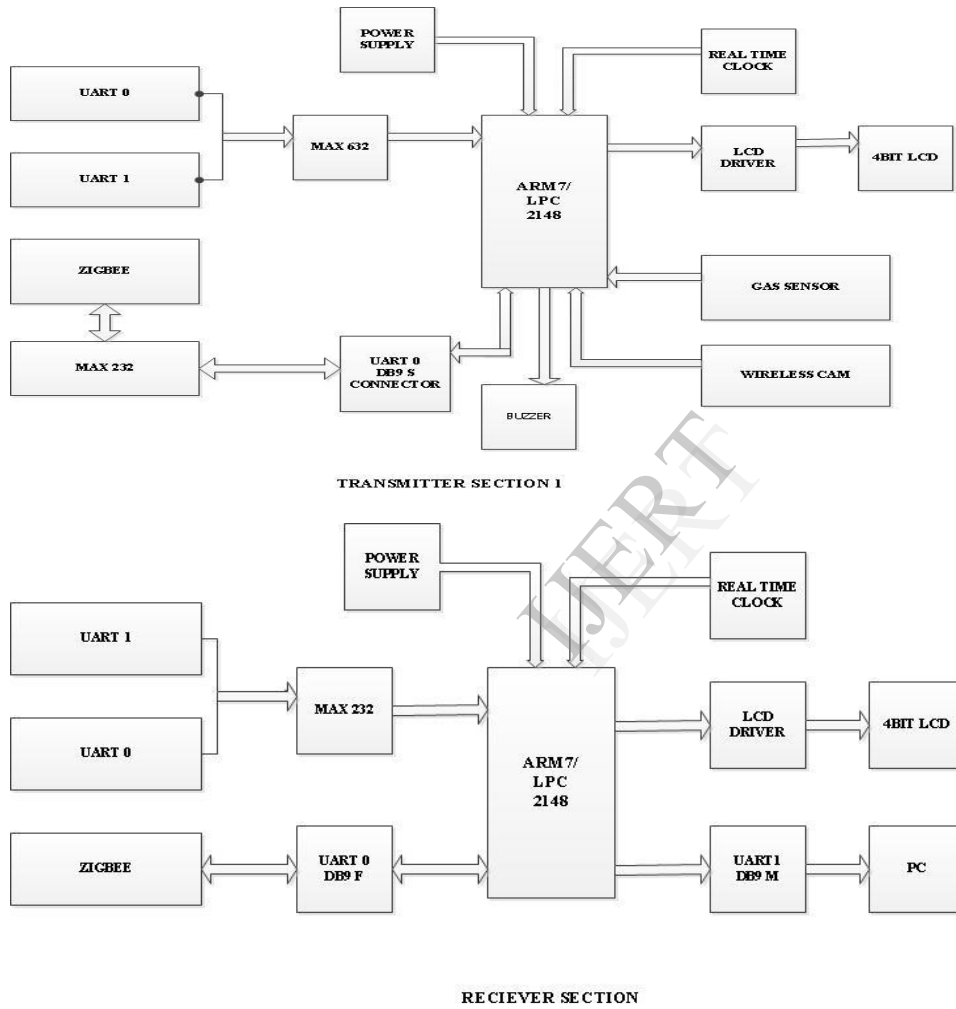 POWER
SUPPLY
REAL TIME
CLOCK
UART 0
MAX 632
UART 1
ARM7/
LPC
2148
LCD
DRIVER
4BIT LCD
ZIGBEE
GAS SENSOR
MAX 232
UART 0
DB9 S
CONNECTOR
WIRELESS CAM
BUZZER
TRANSMITTER SECTION 1
IJERT
IJERT
POWER
SUPPLY
REAL TIME
CLOCK
UART 1
MAX 232
UART 0
ARM7/
LPC
2148
LCD
DRIVER
4BIT LCD
ZIGBEE
UART 0
DB9 F
UART1
DB9 M
PC
RECIEVER SECTION